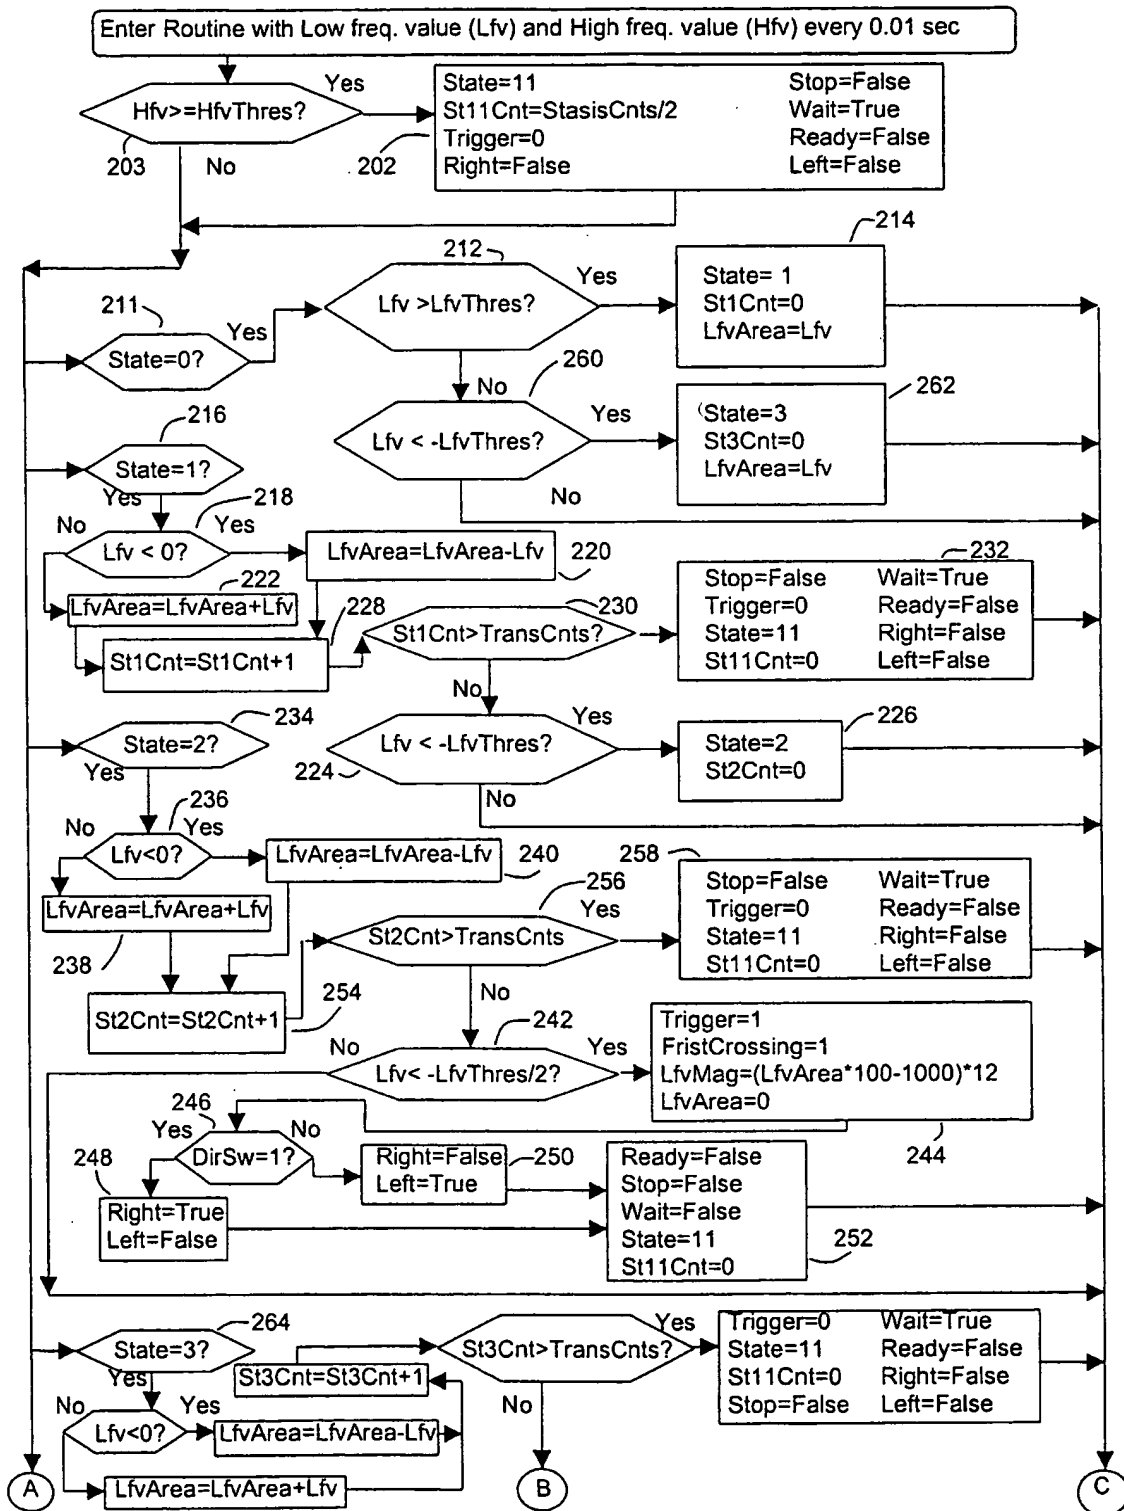 Enter Routine with Low freq. value (Lfv) and High freq. value (Hfv) every 0.01 sec
Hfv>=HfvThres?
Yes
203
No
State=11
Stop=False
St11Cnt=StasisCnts/2
Wait=True
Trigger=0
Ready=False
Right=False
Left=False
202
212
Lfv >LfvThres?
Yes
214
State= 1
St1Cnt=0
LfvArea=Lfv
211
State=0?
Yes
No
260
Lfv < -LfvThres?
Yes
262
State=3
St3Cnt=0
LfvArea=Lfv
No
216
State=1?
Yes
218
No
Lfv < 0?
Yes
LfvArea=LfvArea-Lfv
220
222
LfvArea=LfvArea+Lfv
228
St1Cnt=St1Cnt+1
230
St1Cnt>TransCnts?
232
Stop=False
Wait=True
Trigger=0
Ready=False
State=11
Right=False
St11Cnt=0
Left=False
No
234
State=2?
Yes
Lfv < -LfvThres?
Yes
224
226
State=2
St2Cnt=0
No
236
No
Lfv<0?
Yes
LfvArea=LfvArea-Lfv
240
LfvArea=LfvArea+Lfv
238
256
St2Cnt>TransCnts
Yes
258
Stop=False
Wait=True
Trigger=0
Ready=False
State=11
Right=False
St11Cnt=0
Left=False
St2Cnt=St2Cnt+1
254
No
242
No
Lfv< -LfvThres/2?
Yes
Trigger=1
FristCrossing=1
LfvMag=(LfvArea*100-1000)*12
LfvArea=0
244
246
Yes
DirSw=1?
No
248
Right=True
Left=False
Right=False
Left=True
250
Ready=False
Stop=False
Wait=False
State=11
St11Cnt=0
252
264
State=3?
Yes
St3Cnt=St3Cnt+1
St3Cnt>TransCnts?
Yes
Trigger=0
Wait=True
State=11
Ready=False
St11Cnt=0
Right=False
Stop=False
Left=False
No
No
Lfv<0?
Yes
LfvArea=LfvArea-Lfv
LfvArea=LfvArea+Lfv
A
B
C